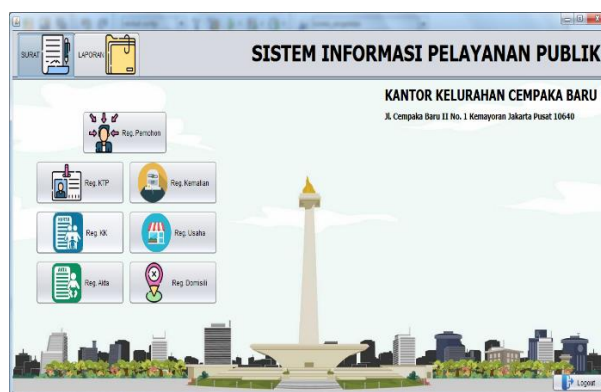 SURAT
LAPORAN
SISTEM INFORMASI PELAYANAN PUBLIK
KANTOR KELURAHAN CEMPAKA BARU
Jl. Cempaka Baru II No. 1 Kemayoran Jakarta Pusat 10640
Reg. Pemohon
Reg. KTP
Reg. Kematian
Reg. KK
Reg. Usaha
Reg. Akta
Reg. Domisili
Logout